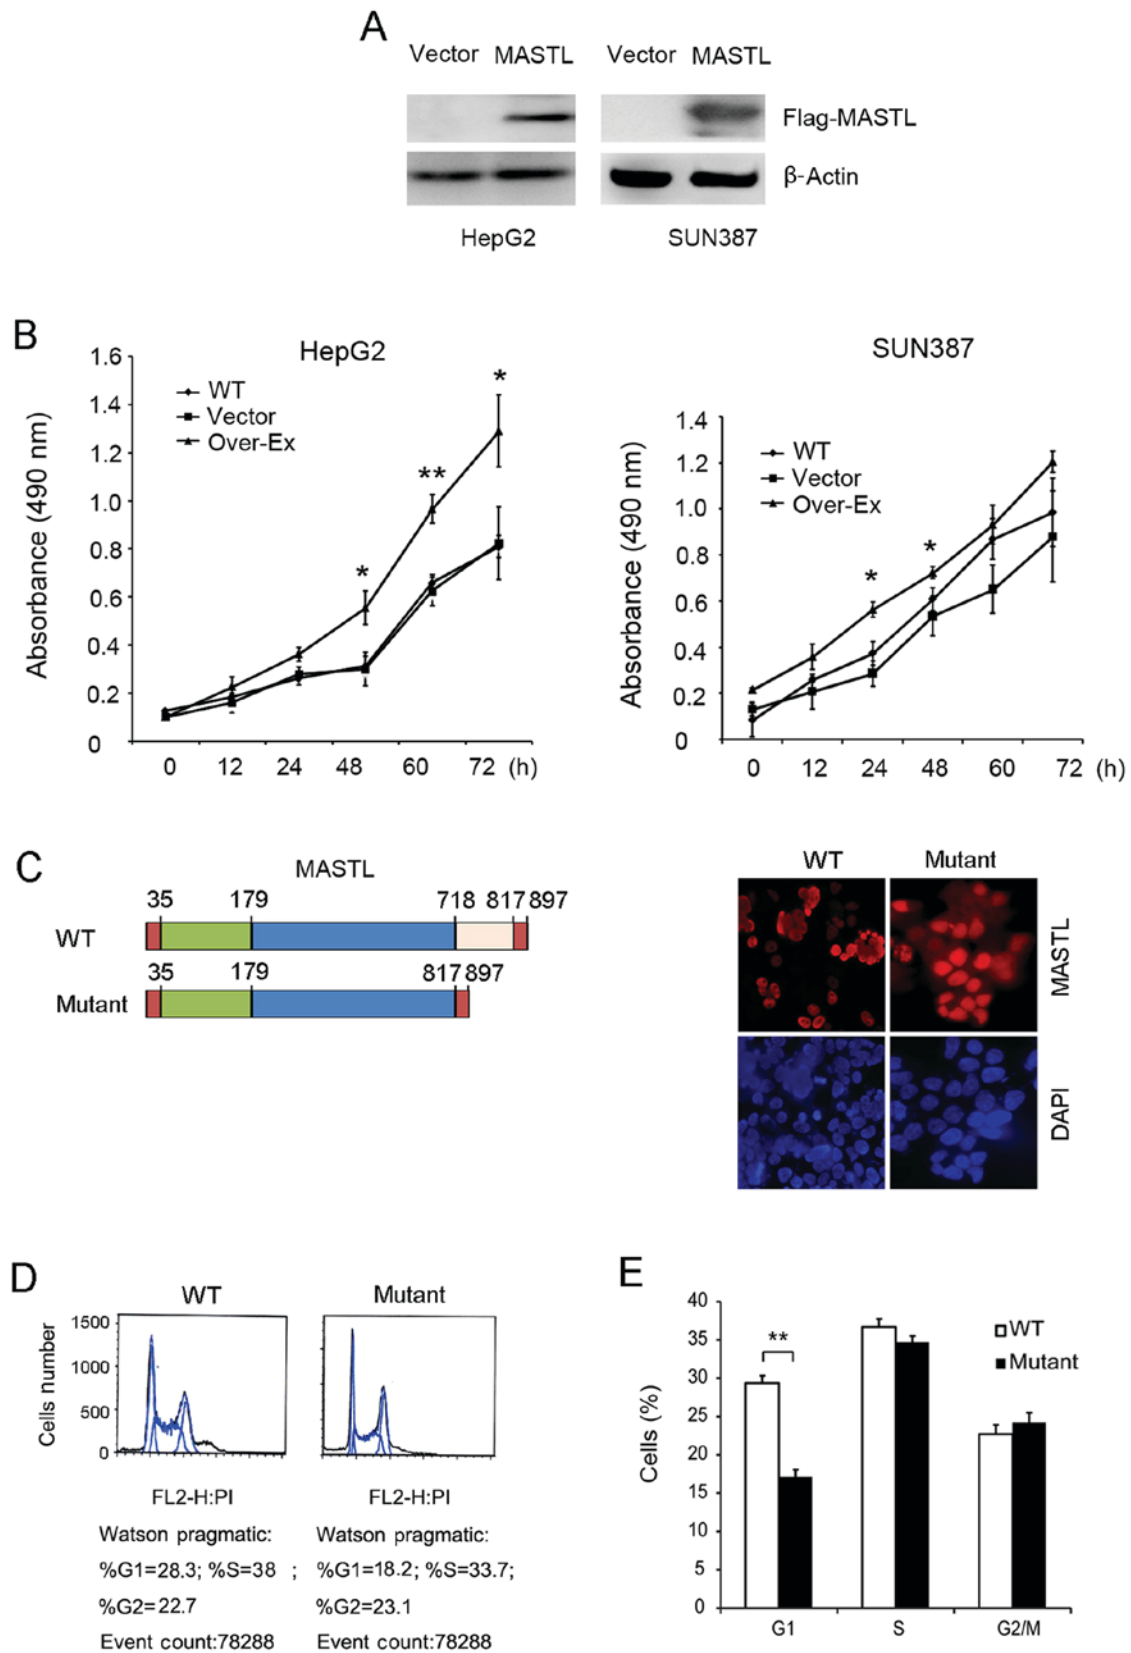 A
Vector MASTL Vector MASTL
Flag-MASTL
β-Actin
HepG2 SUN387
B
HepG2
Absorbance (490 nm)
1.6
1.4
1.2
1.0
0.8
0.6
0.4
0.2
0
WT
Vector
Over-Ex
*
**
*
0 12 24 48 60 72 (h)
SUN387
Absorbance (490 nm)
1.4
1.2
1.0
0.8
0.6
0.4
0.2
0
WT
Vector
Over-Ex
*
*
0 12 24 48 60 72 (h)
C
MASTL
35 179 718 817 897
WT
35 179 817 897
Mutant
WT Mutant
MASTL
DAPI
D
WT Mutant
Cells number
1500
1000
500
0
FL2-H:PI FL2-H:PI
Watson pragmatic: Watson pragmatic:
%G1=28.3; %S=38 ; %G1=18.2; %S=33.7;
%G2=22.7 %G2=23.1
Event count:78288 Event count:78288
E
Cells (%)
40
35
30
25
20
15
10
5
0
**
WT
Mutant
G1 S G2/M